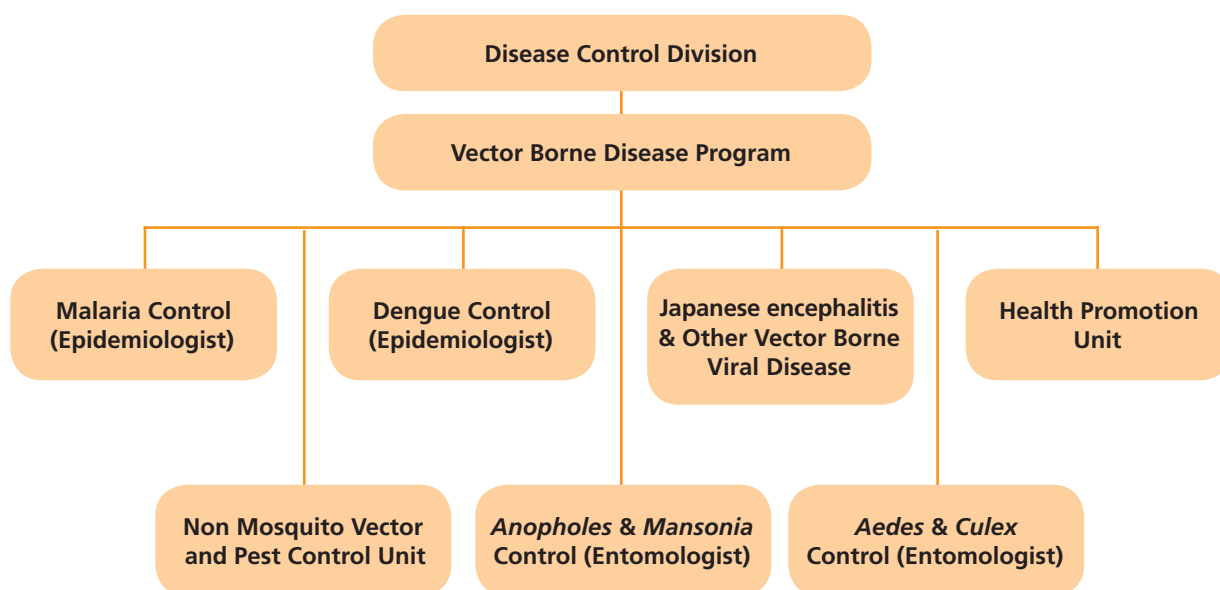 Disease Control Division
Vector Borne Disease Program
Malaria Control
(Epidemiologist)
Dengue Control
(Epidemiologist)
Japanese encephalitis
& Other Vector Borne
Viral Disease
Health Promotion
Unit
Non Mosquito Vector
and Pest Control Unit
Anopholes & Mansonia
Control (Entomologist)
Aedes & Culex
Control (Entomologist)